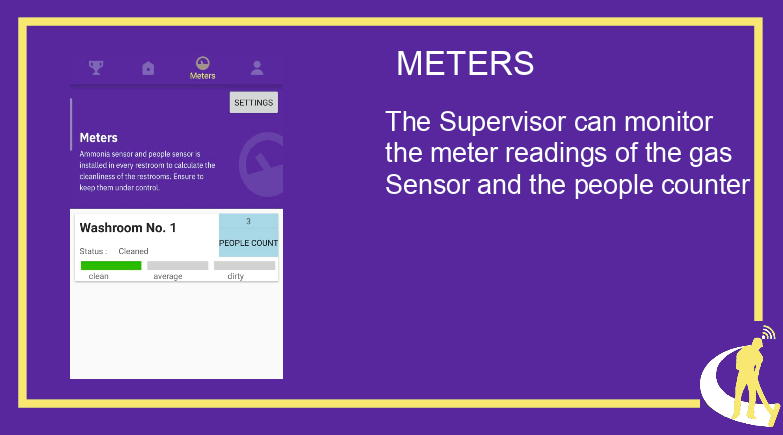 METERS
The Supervisor can monitor
the meter readings of the gas
Sensor and the people counter
Meters
SETTINGS
Meters
Ammonia sensor and people sensor is
installed in every restroom to calculate the
cleanliness of the restrooms. Ensure to
keep them under control.
Washroom No. 1
3
PEOPLE COUNT
Status : Cleaned
clean average dirty